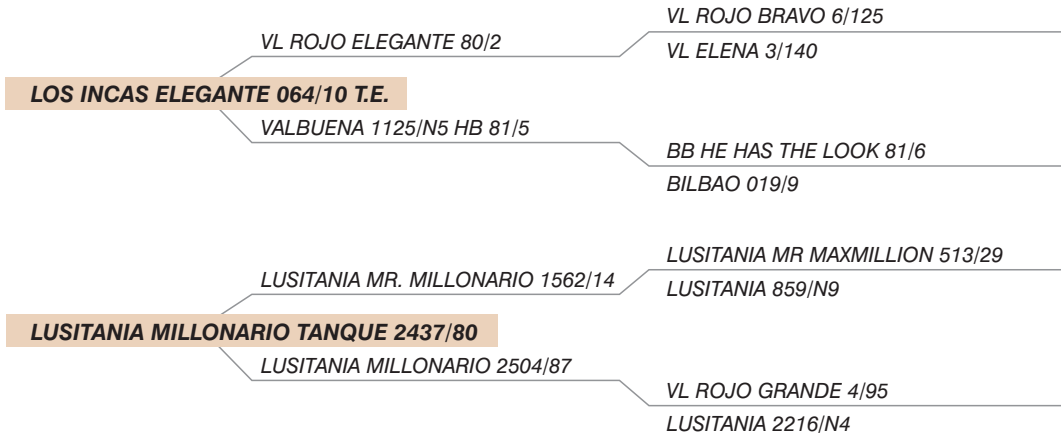 VL ROJO BRAVO 6/125
VL ROJO ELEGANTE 80/2
VL ELENA 3/140
LOS INCAS ELEGANTE 064/10 T.E.
VALBUENA 1125/N5 HB 81/5
BB HE HAS THE LOOK 81/6
BILBAO 019/9
LUSITANIA MR MAXMILLION 513/29
LUSITANIA MR. MILLONARIO 1562/14
LUSITANIA 859/N9
LUSITANIA MILLONARIO TANQUE 2437/80
LUSITANIA MILLONARIO 2504/87
VL ROJO GRANDE 4/95
LUSITANIA 2216/N4